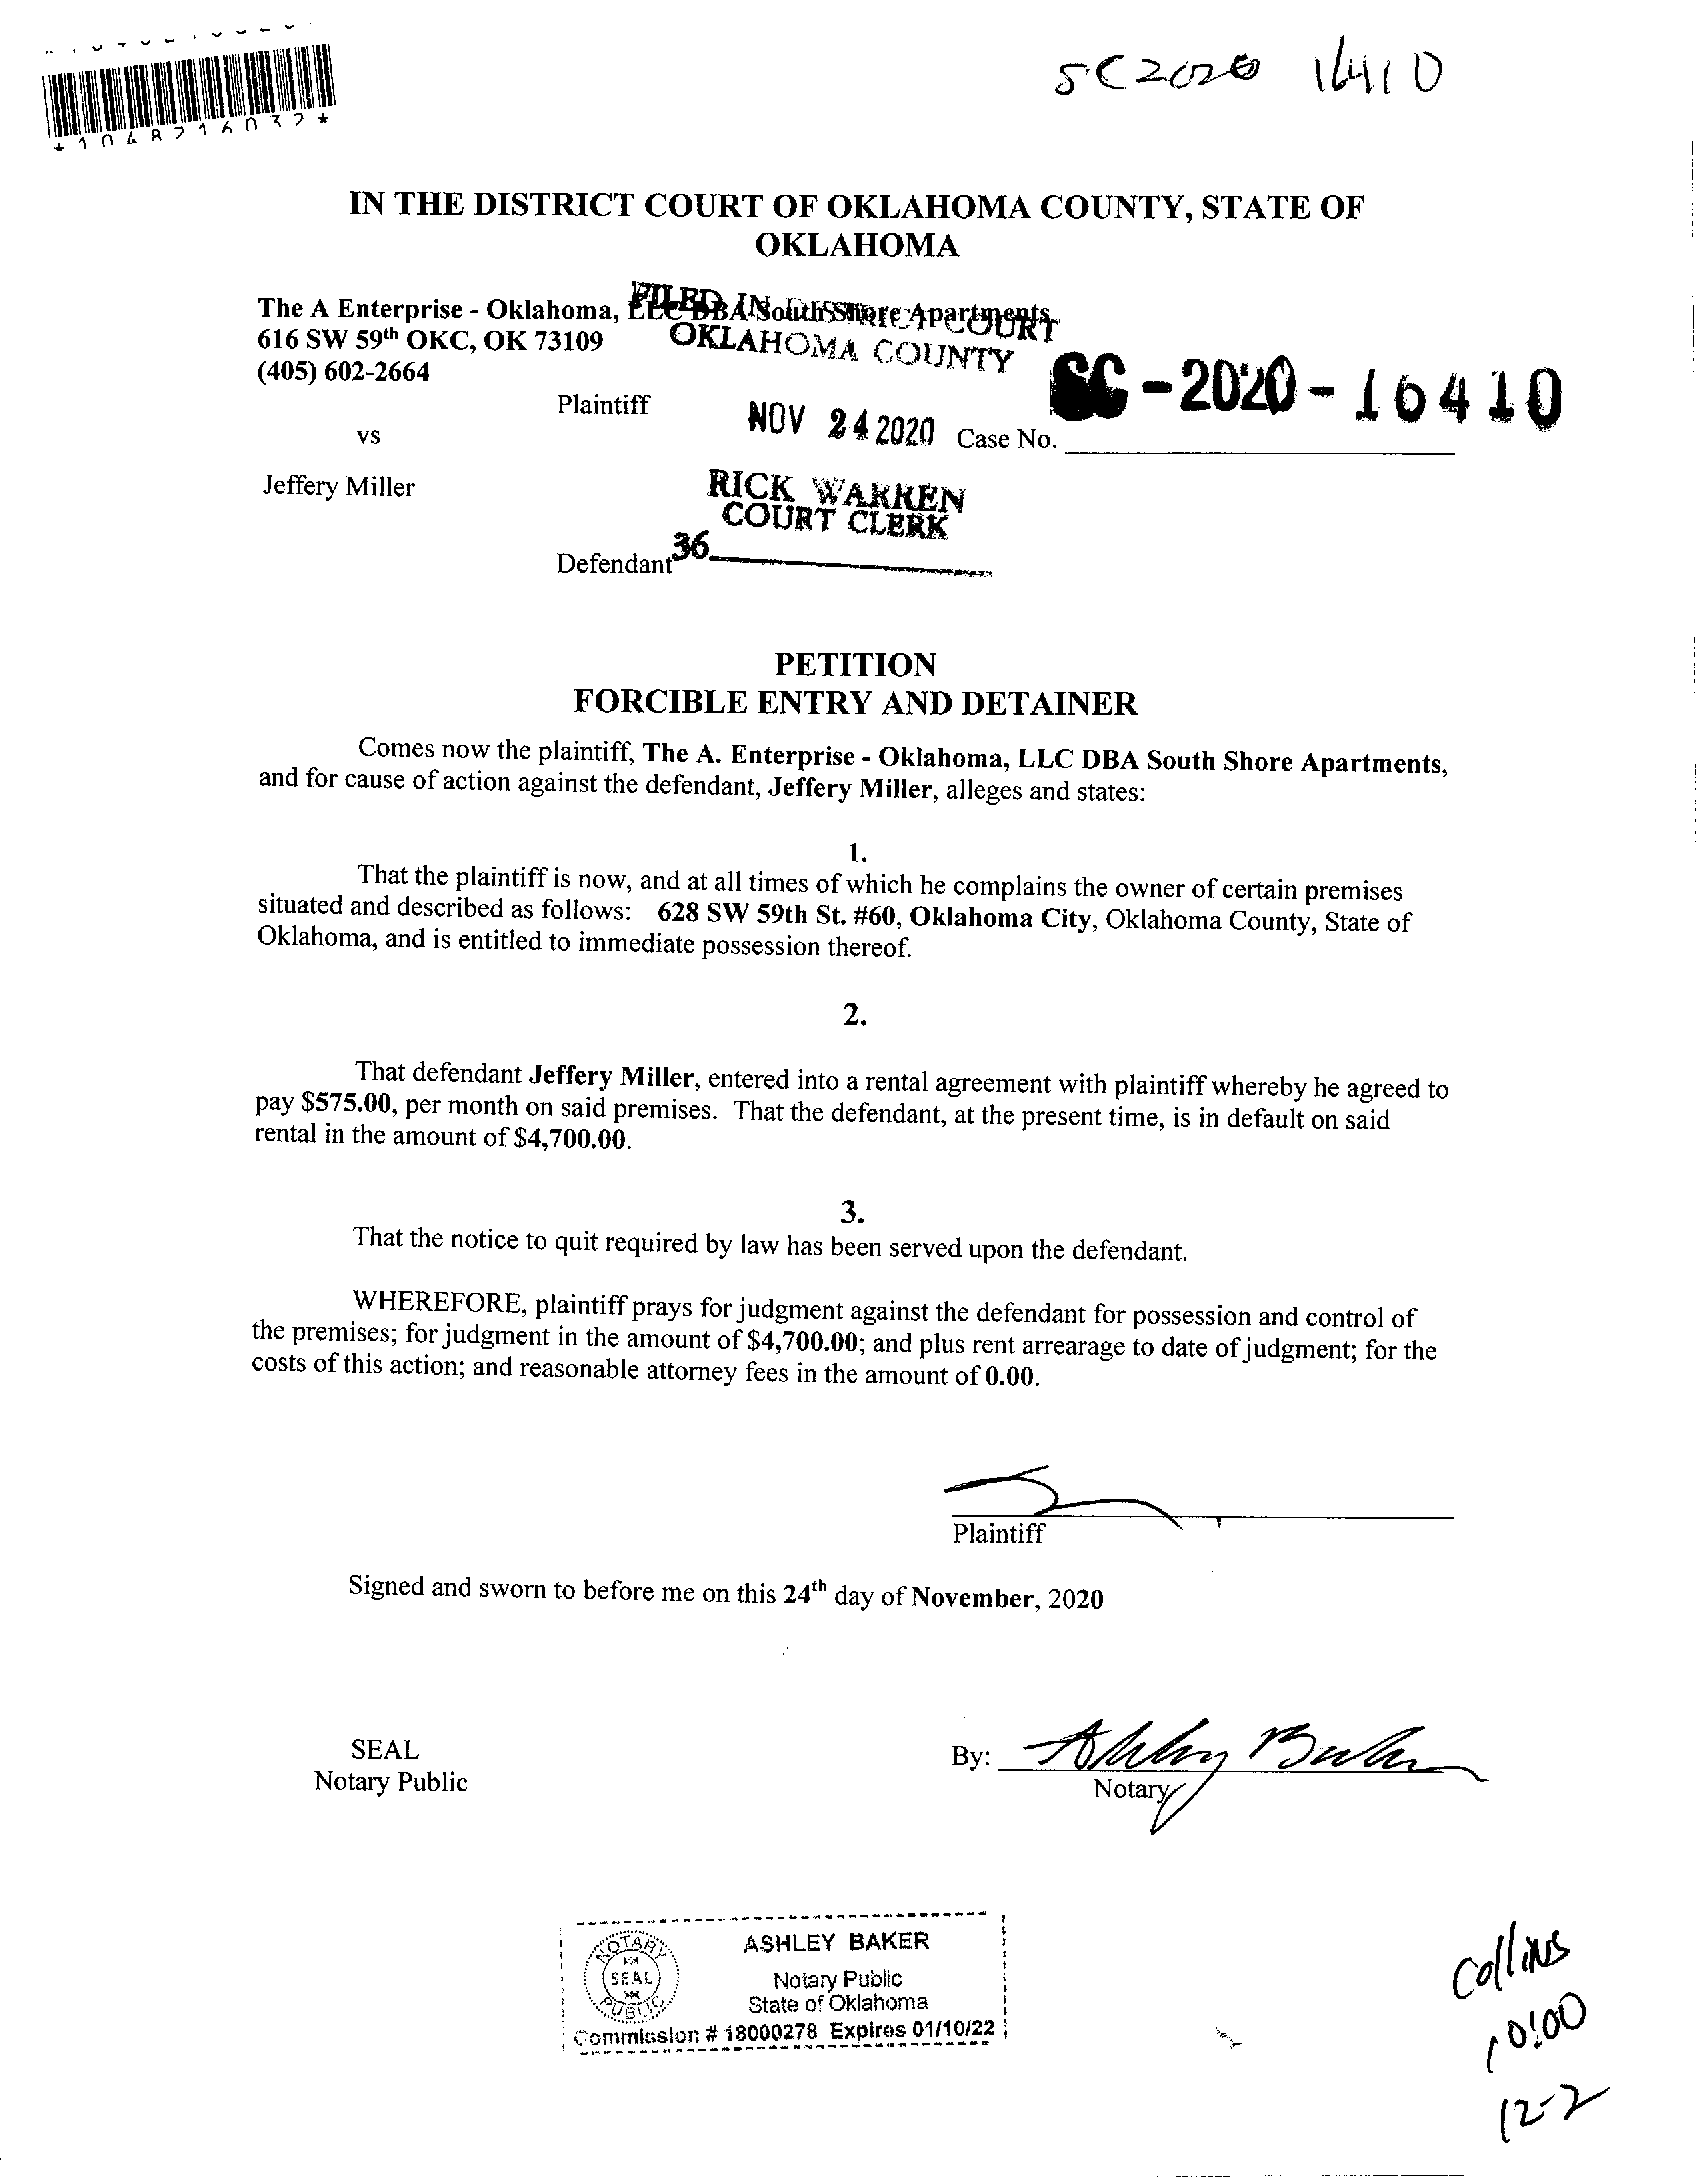 SC2020 16410
*1048216032*
IN THE DISTRICT COURT OF OKLAHOMA COUNTY, STATE OF
OKLAHOMA
The A Enterprise - Oklahoma, LLC DBA South Shore Apartments
FILED IN DISTRICT COURT
616 SW 59th OKC, OK 73109
OKLAHOMA COUNTY
(405) 602-2664
SC-2020-16410
Plaintiff
NOV 24 2020
Case No.
vs
Jeffery Miller
RICK WARREN
COURT CLERK
36
Defendant
PETITION
FORCIBLE ENTRY AND DETAINER
Comes now the plaintiff, The A. Enterprise - Oklahoma, LLC DBA South Shore Apartments,
and for cause of action against the defendant, Jeffery Miller, alleges and states:
1.
That the plaintiff is now, and at all times of which he complains the owner of certain premises
situated and described as follows: 628 SW 59th St. #60, Oklahoma City, Oklahoma County, State of
Oklahoma, and is entitled to immediate possession thereof.
2.
That defendant Jeffery Miller, entered into a rental agreement with plaintiff whereby he agreed to
pay $575.00, per month on said premises. That the defendant, at the present time, is in default on said
rental in the amount of $4,700.00.
3.
That the notice to quit required by law has been served upon the defendant.
WHEREFORE, plaintiff prays for judgment against the defendant for possession and control of
the premises; for judgment in the amount of $4,700.00; and plus rent arrearage to date of judgment; for the
costs of this action; and reasonable attorney fees in the amount of 0.00.
Plaintiff
Signed and sworn to before me on this 24th day of November, 2020
SEAL
Notary Public
By: Ashley Baker
Notary
NOTARY
SEAL
PUBLIC
ASHLEY BAKER
Notary Public
State of Oklahoma
Commission # 18000278 Expires 01/10/22
Collins
10:00
12-2